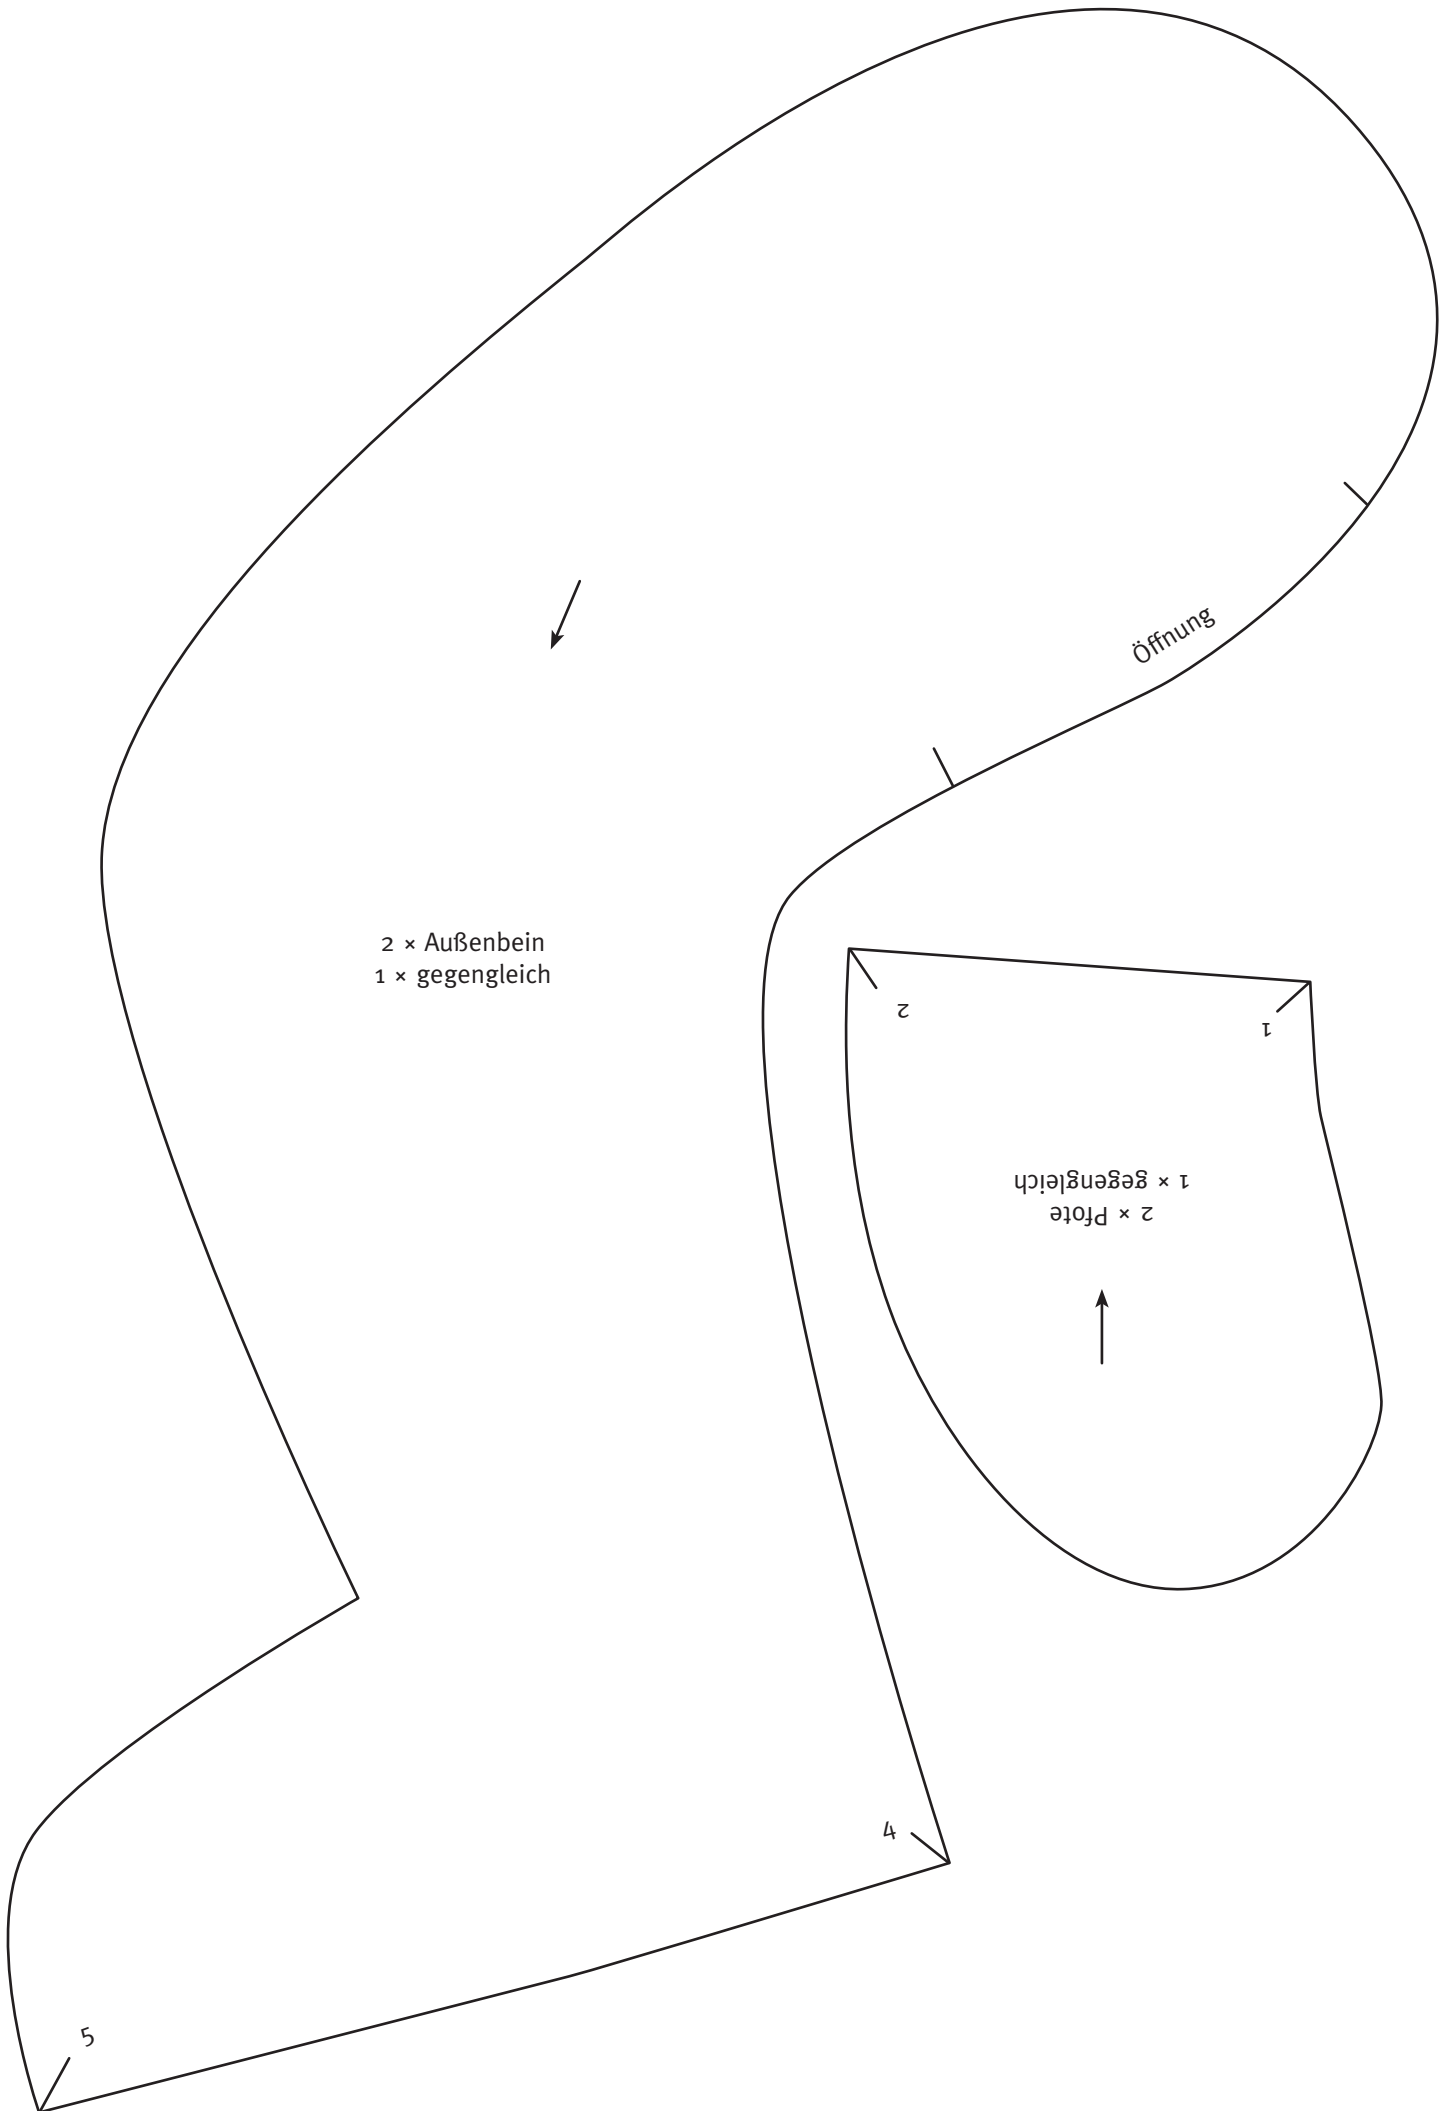 Öffnung
2 × Außenbein
1 × gegengleich
2
1
2 × Pfote
1 × gegengleich
4
5